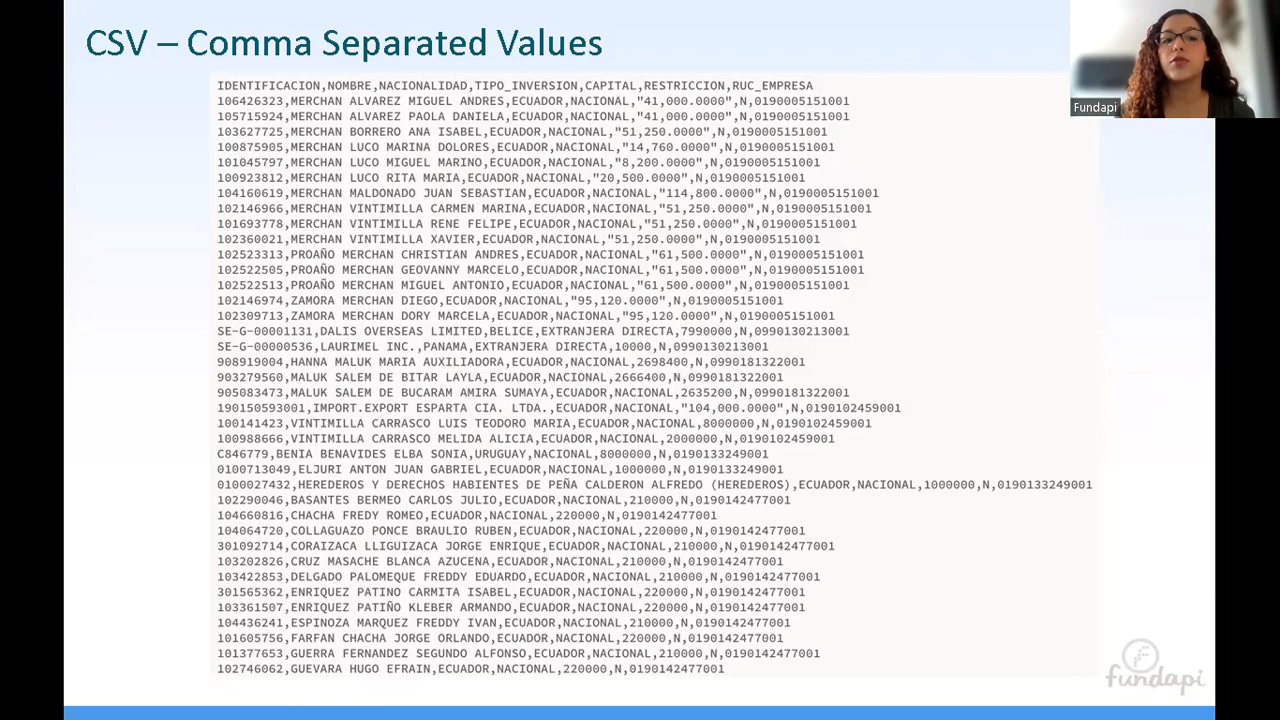 CSV – Comma Separated Values
Fundapi
IDENTIFICACION,NOMBRE,NACIONALIDAD,TIPO_INVERSION,CAPITAL,RESTRICCION,RUC_EMPRESA
106426323,MERCHAN ALVAREZ MIGUEL ANDRES,ECUADOR,NACIONAL,"41,000.0000",N,0190005151001
105715924,MERCHAN ALVAREZ PAOLA DANIELA,ECUADOR,NACIONAL,"41,000.0000",N,0190005151001
103627725,MERCHAN BORRERO ANA ISABEL,ECUADOR,NACIONAL,"51,250.0000",N,0190005151001
100875905,MERCHAN LUCO MARINA DOLORES,ECUADOR,NACIONAL,"14,760.0000",N,0190005151001
101045797,MERCHAN LUCO MIGUEL MARINO,ECUADOR,NACIONAL,"8,200.0000",N,0190005151001
100923812,MERCHAN LUCO RITA MARIA,ECUADOR,NACIONAL,"20,500.0000",N,0190005151001
104160619,MERCHAN MALDONADO JUAN SEBASTIAN,ECUADOR,NACIONAL,"114,800.0000",N,0190005151001
102146966,MERCHAN VINTIMILLA CARMEN MARINA,ECUADOR,NACIONAL,"51,250.0000",N,0190005151001
101693778,MERCHAN VINTIMILLA RENE FELIPE,ECUADOR,NACIONAL,"51,250.0000",N,0190005151001
102360021,MERCHAN VINTIMILLA XAVIER,ECUADOR,NACIONAL,"51,250.0000",N,0190005151001
102523313,PROAÑO MERCHAN CHRISTIAN ANDRES,ECUADOR,NACIONAL,"61,500.0000",N,0190005151001
102522505,PROAÑO MERCHAN GEOVANNY MARCELO,ECUADOR,NACIONAL,"61,500.0000",N,0190005151001
102522513,PROAÑO MERCHAN MIGUEL ANTONIO,ECUADOR,NACIONAL,"61,500.0000",N,0190005151001
102146974,ZAMORA MERCHAN DIEGO,ECUADOR,NACIONAL,"95,120.0000",N,0190005151001
102309713,ZAMORA MERCHAN DORY MARCELA,ECUADOR,NACIONAL,"95,120.0000",N,0190005151001
SE-G-00001131,DALIS OVERSEAS LIMITED,BELICE,EXTRANJERA DIRECTA,7990000,N,0990130213001
SE-G-00000536,LAURIMEL INC.,PANAMA,EXTRANJERA DIRECTA,10000,N,0990130213001
908919004,HANNA MALUK MARIA AUXILIADORA,ECUADOR,NACIONAL,2698400,N,0990181322001
903279560,MALUK SALEM DE BITAR LAYLA,ECUADOR,NACIONAL,2666400,N,0990181322001
905083473,MALUK SALEM DE BUCARAM AMIRA SUMAYA,ECUADOR,NACIONAL,2635200,N,0990181322001
190150593001,IMPORT.EXPORT ESPARTA CIA. LTDA.,ECUADOR,NACIONAL,"104,000.0000",N,0190102459001
100141423,VINTIMILLA CARRASCO LUIS TEODORO MARIA,ECUADOR,NACIONAL,8000000,N,0190102459001
100988666,VINTIMILLA CARRASCO MELIDA ALICIA,ECUADOR,NACIONAL,2000000,N,0190102459001
C846779,BENIA BENAVIDES ELBA SONIA,URUGUAY,NACIONAL,8000000,N,0190133249001
0100713049,ELJURI ANTON JUAN GABRIEL,ECUADOR,NACIONAL,1000000,N,0190133249001
0100027432,HEREDEROS Y DERECHOS HABIENTES DE PEÑA CALDERON ALFREDO (HEREDEROS),ECUADOR,NACIONAL,1000000,N,0190133249001
102290046,BASANTES BERMEO CARLOS JULIO,ECUADOR,NACIONAL,210000,N,0190142477001
104660816,CHACHA FREDY ROMEO,ECUADOR,NACIONAL,220000,N,0190142477001
104064720,COLLAGUAZO PONCE BRAULIO RUBEN,ECUADOR,NACIONAL,220000,N,0190142477001
301092714,CORAIZACA LLIGUIZACA JORGE ENRIQUE,ECUADOR,NACIONAL,210000,N,0190142477001
103202826,CRUZ MASACHE BLANCA AZUCENA,ECUADOR,NACIONAL,210000,N,0190142477001
103422853,DELGADO PALOMEQUE FREDDY EDUARDO,ECUADOR,NACIONAL,210000,N,0190142477001
301565362,ENRIQUEZ PATINO CARMITA ISABEL,ECUADOR,NACIONAL,220000,N,0190142477001
103361507,ENRIQUEZ PATIÑO KLEBER ARMANDO,ECUADOR,NACIONAL,220000,N,0190142477001
104436241,ESPINOZA MARQUEZ FREDDY IVAN,ECUADOR,NACIONAL,210000,N,0190142477001
101605756,FARFAN CHACHA JORGE ORLANDO,ECUADOR,NACIONAL,220000,N,0190142477001
101377653,GUERRA FERNANDEZ SEGUNDO ALFONSO,ECUADOR,NACIONAL,210000,N,0190142477001
102746062,GUEVARA HUGO EFRAIN,ECUADOR,NACIONAL,220000,N,0190142477001
fundapi